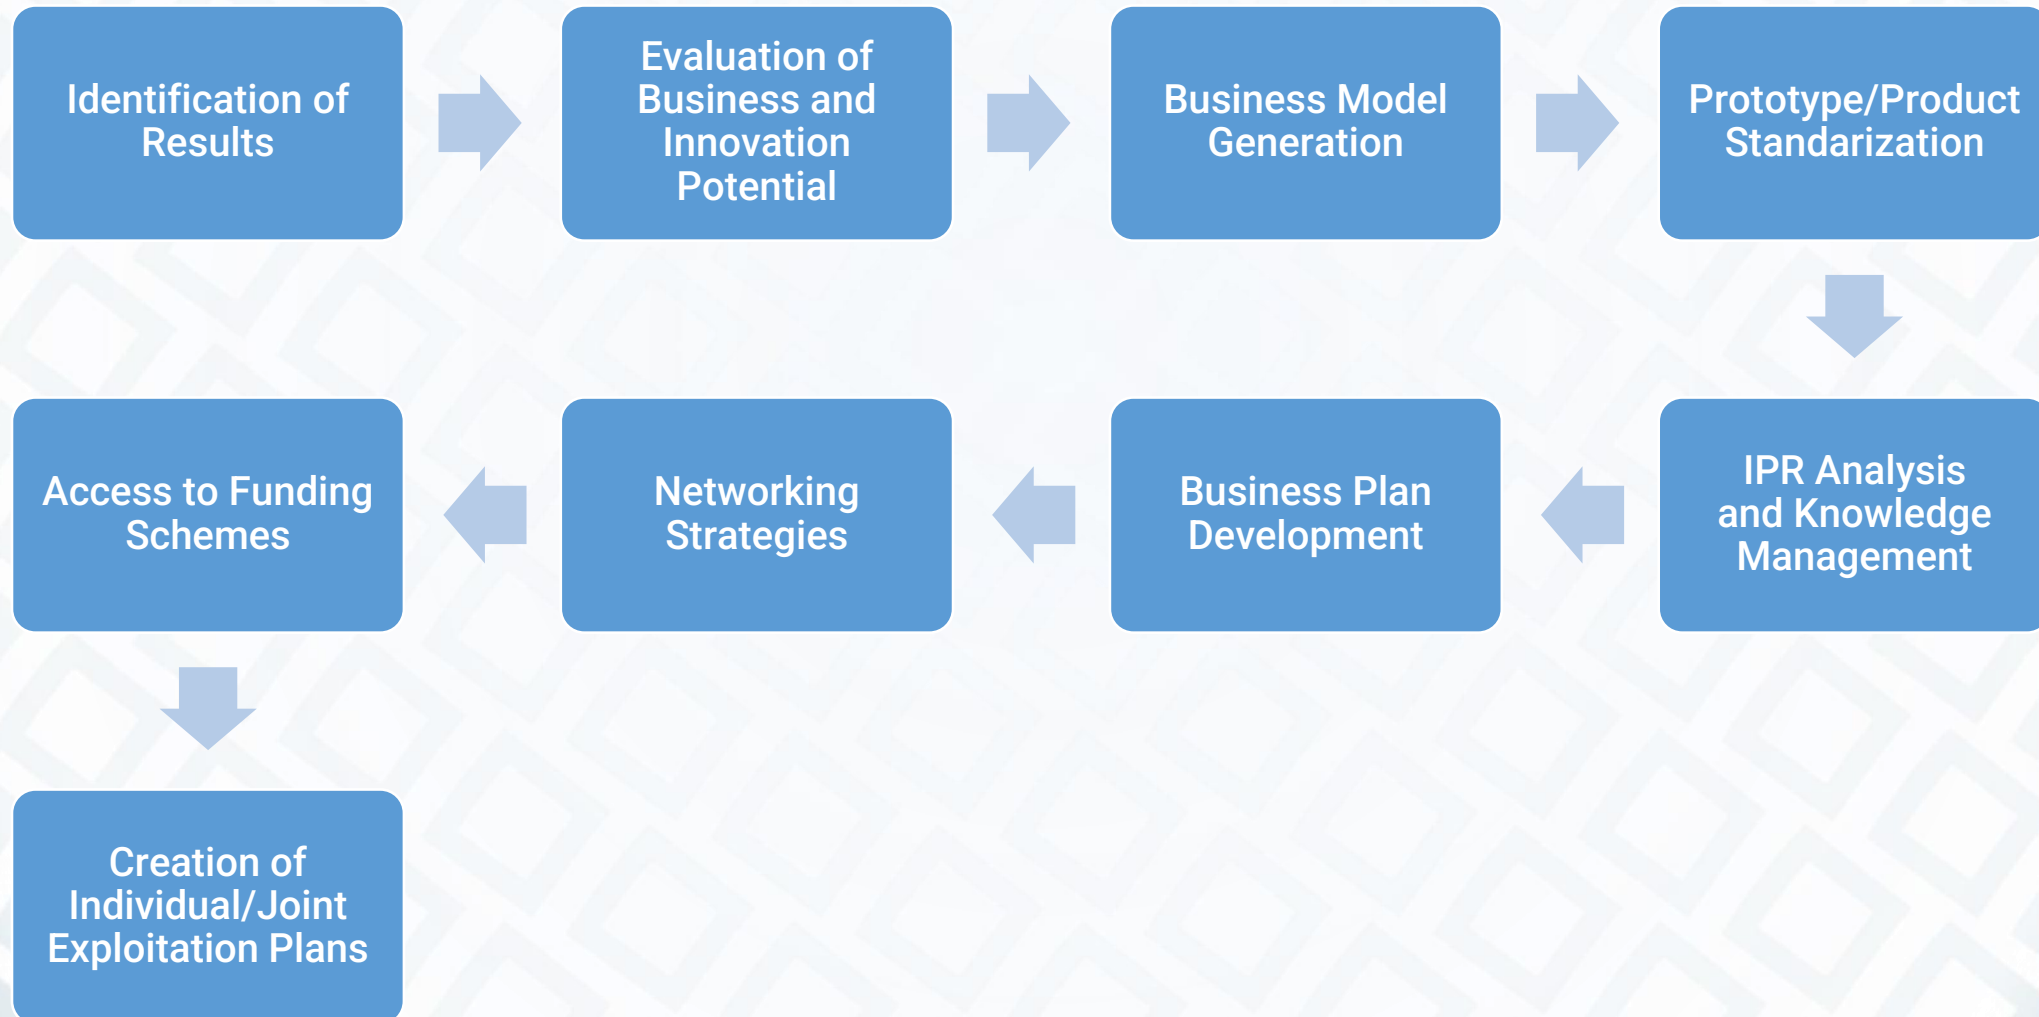 Identification of
Results
Evaluation of
Business and
Innovation
Potential
Business Model
Generation
Prototype/Product
Standarization
IPR Analysis
and Knowledge
Management
Business Plan
Development
Networking
Strategies
Access to Funding
Schemes
Creation of
Individual/Joint
Exploitation Plans